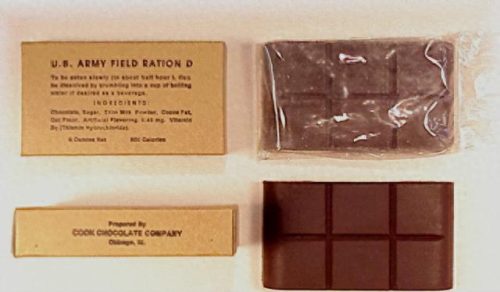 U.S. ARMY FIELD RATION D
To be eaten slowly (in about half hour). Can
be dissolved by crumbling into a cup of boiling
water if desired as a beverage.
INGREDIENTS:
Chocolate, Sugar, Skim Milk Powder, Cocoa Fat,
Oat Flour, Artificial Flavoring, 0.45 mg. Vitamin
B₁ (Thiamin Hydrochloride).
4 Ounces Net 600 Calories
Prepared By
COOK CHOCOLATE COMPANY
Chicago, Ill.